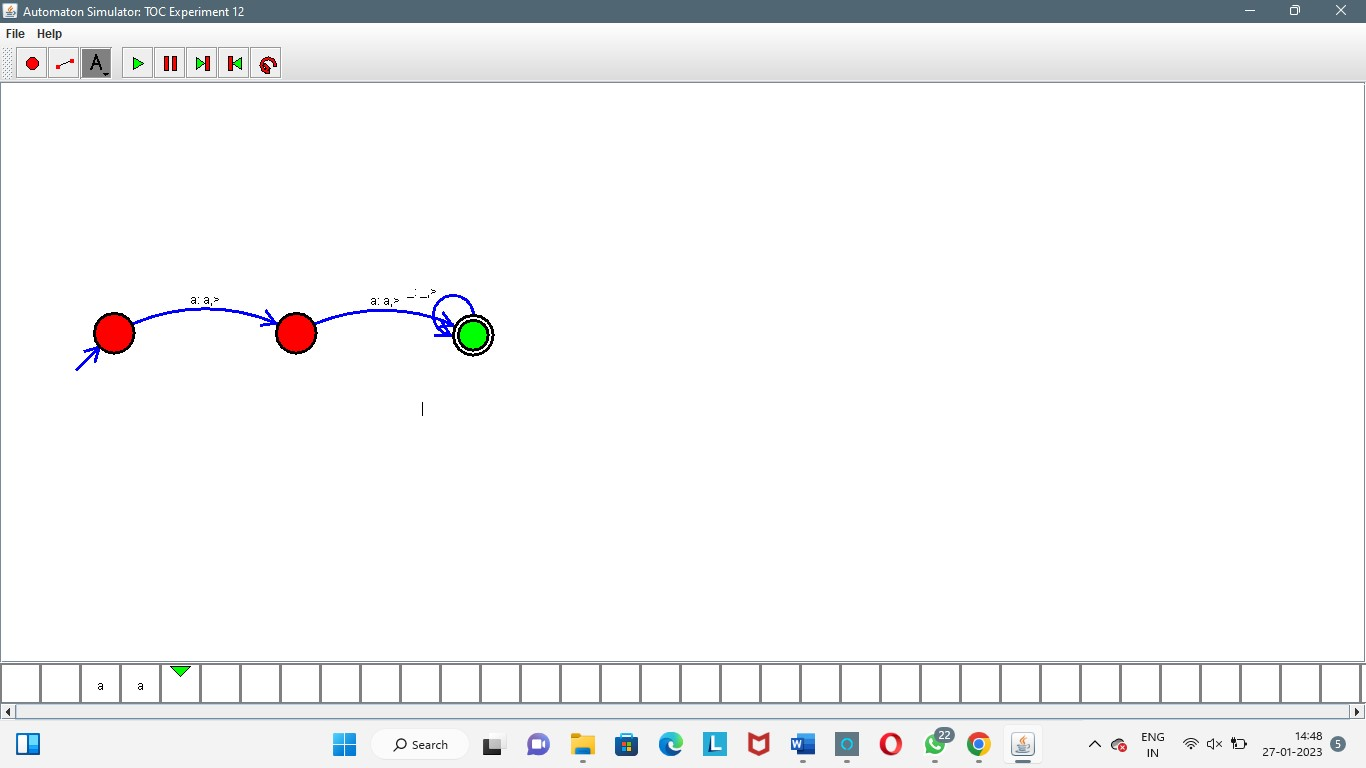 Automaton Simulator: TOC Experiment 12
File Help
A
a: a,>
a: a,>
_: _,>
a a
Search
L
W
22
ENG
IN
14:48
27-01-2023
5